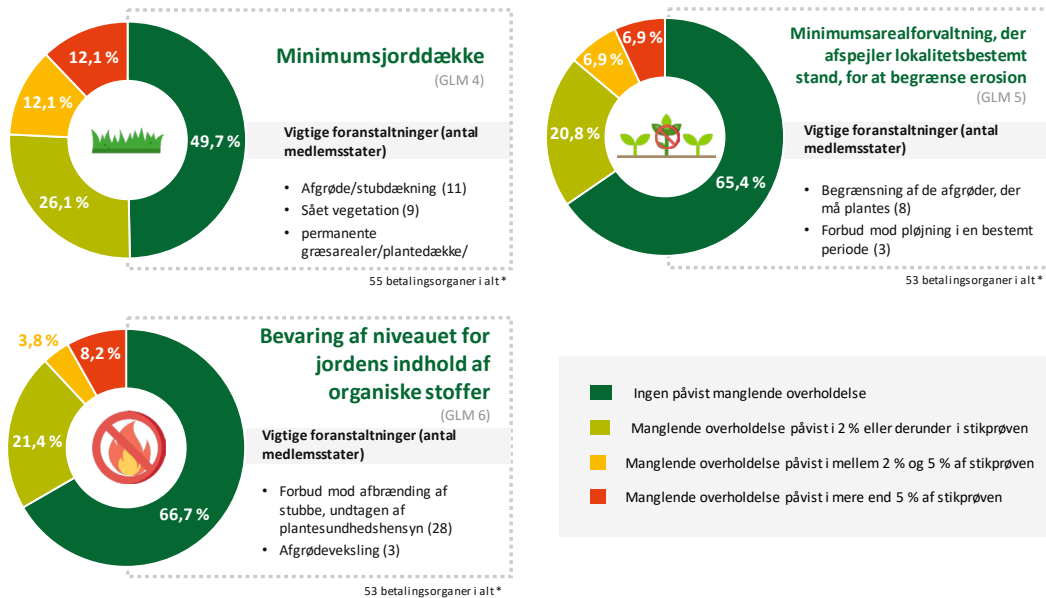 12,1 %
12,1 %
49,7 %
26,1 %
Minimumsjorddække
(GLM 4)
Vigtige foranstaltninger (antal
medlemsstater)
• Afgrøde/stubdækning (11)
• Sået vegetation (9)
• permanente
græsarealer/plantedække/
55 betalingsorganer i alt *
6,9 %
6,9 %
20,8 %
65,4 %
Minimumsarealforvaltning, der
afspejler lokalitetsbestemt
stand, for at begrænse erosion
(GLM 5)
Vigtige foranstaltninger (antal
medlemsstater)
• Begrænsning af de afgrøder, der
må plantes (8)
• Forbud mod pløjning i en bestemt
periode (3)
53 betalingsorganer i alt *
3,8 %
8,2 %
21,4 %
66,7 %
Bevaring af niveauet for
jordens indhold af
organiske stoffer
(GLM 6)
Vigtige foranstaltninger (antal
medlemsstater)
• Forbud mod afbrænding af
stubbe, undtagen af
plantesundhedshensyn (28)
• Afgrødeveksling (3)
53 betalingsorganer i alt *
Ingen påvist manglende overholdelse
Manglende overholdelse påvist i 2 % eller derunder i stikprøven
Manglende overholdelse påvist i mellem 2 % og 5 % af stikprøven
Manglende overholdelse påvist i mere end 5 % af stikprøven